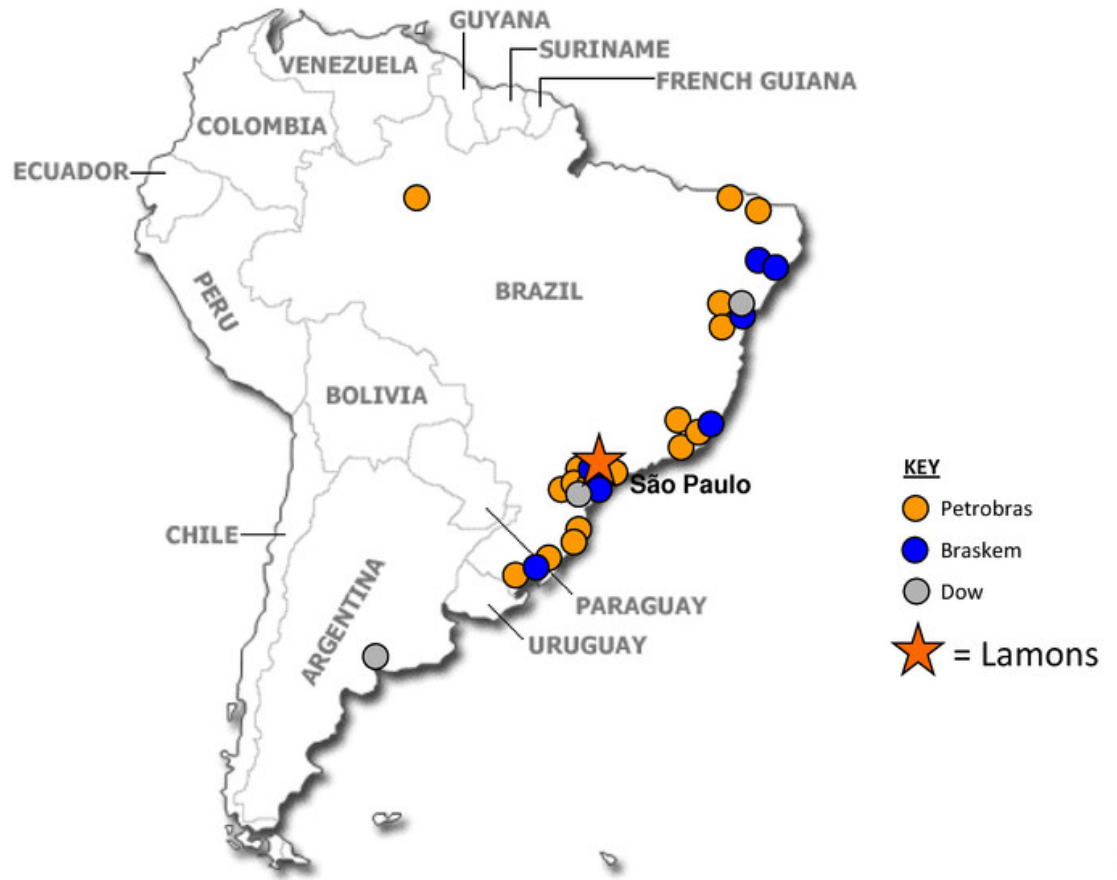 GUYANA
SURINAME
VENEZUELA
FRENCH GUIANA
COLOMBIA
ECUADOR
PERU
BRAZIL
BOLIVIA
KEY
São Paulo
Petrobras
CHILE
Braskem
Dow
PARAGUAY
ARGENTINA
URUGUAY
= Lamons